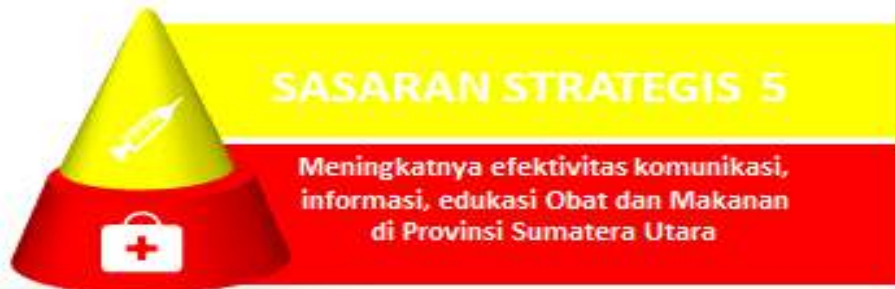 SASARAN STRATEGIS 5
Meningkatnya efektivitas komunikasi,
informasi, edukasi Obat dan Makanan
di Provinsi Sumatera Utara